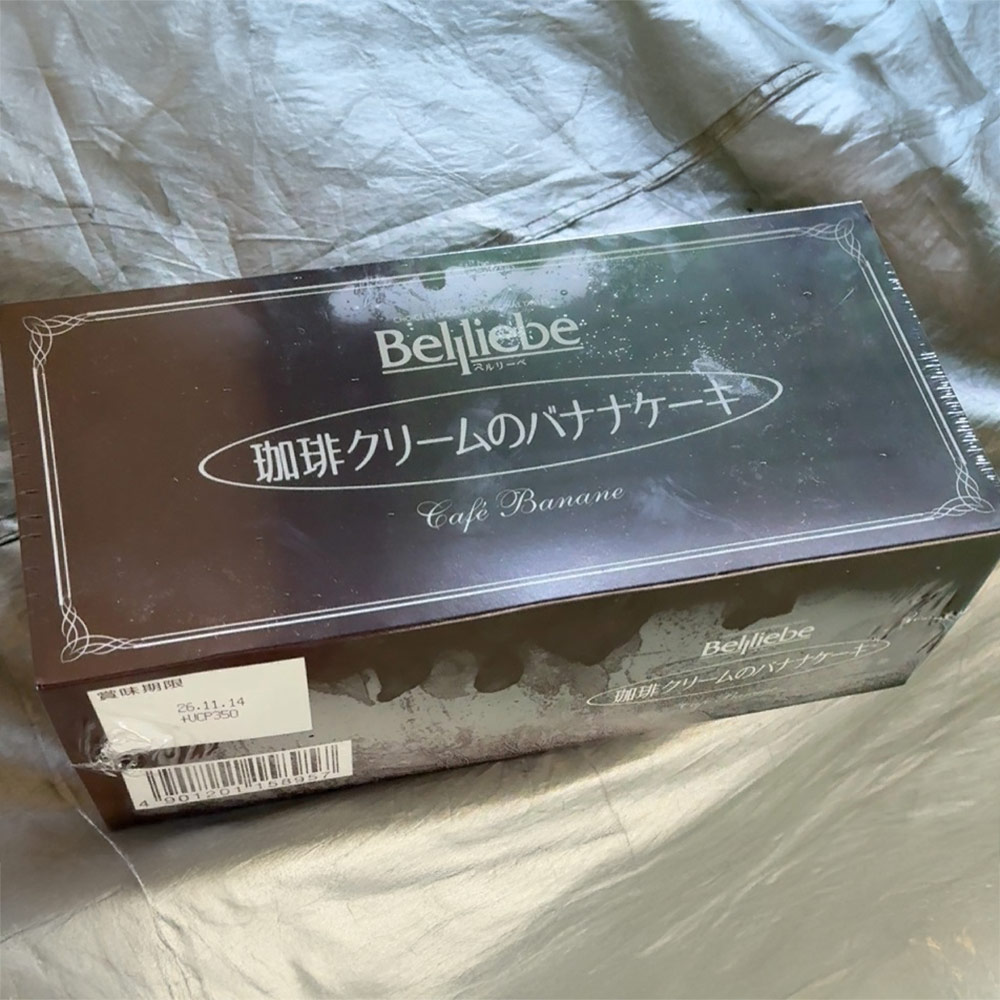 Belliebe
ベルリーベ
珈琲クリームのバナナケーキ
Café Banane
Belliebe
珈琲クリームのバナナケーキ
賞味期限
26.11.14
+VCP350
4 901201 158957